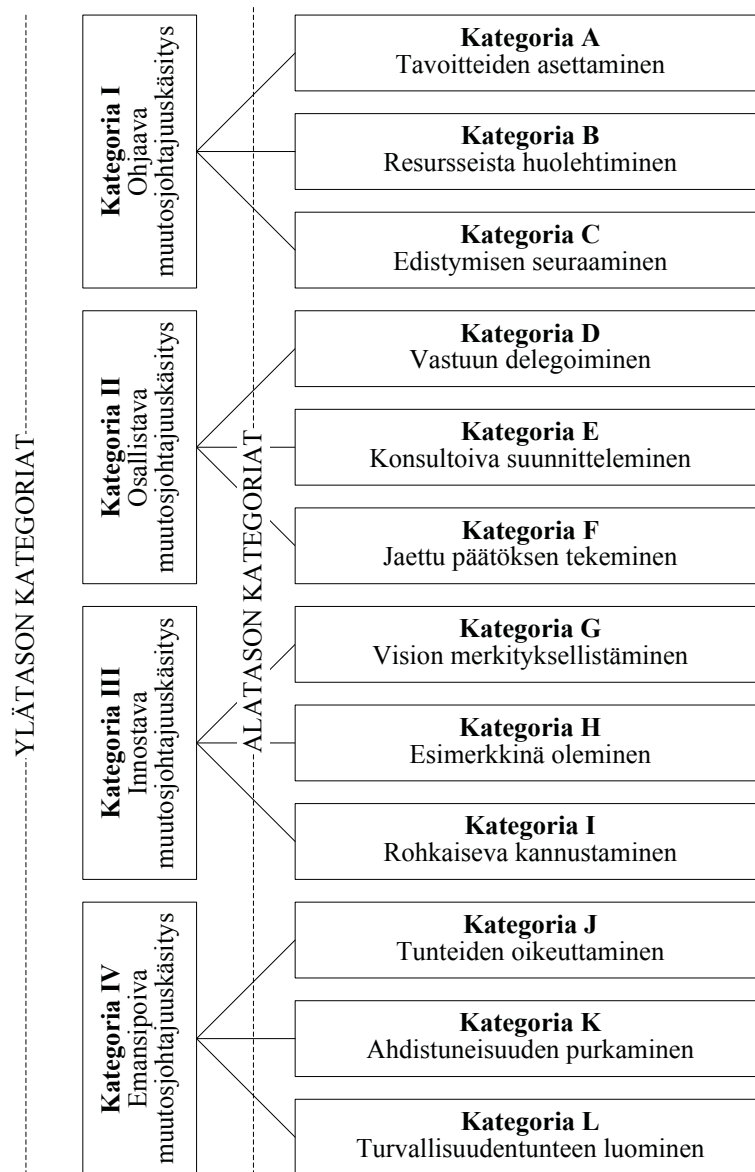 YLÄTASON KATEGORIAT
ALATASON KATEGORIAT
Kategoria I
Ohjaava
muutosjohtajuuskäsitys
Kategoria A
Tavoitteiden asettaminen
Kategoria B
Resursseista huolehtiminen
Kategoria C
Edistymisen seuraaminen
Kategoria II
Osallistava
muutosjohtajuuskäsitys
Kategoria D
Vastuun delegoiminen
Kategoria E
Konsultoiva suunnitteleminen
Kategoria F
Jaettu päätöksen tekeminen
Kategoria III
Innostava
muutosjohtajuuskäsitys
Kategoria G
Vision merkityksellistäminen
Kategoria H
Esimerkkinä oleminen
Kategoria I
Rohkaiseva kannustaminen
Kategoria IV
Emansipoiva
muutosjohtajuuskäsitys
Kategoria J
Tunteiden oikeuttaminen
Kategoria K
Ahdistuneisuuden purkaminen
Kategoria L
Turvallisuudentunteen luominen